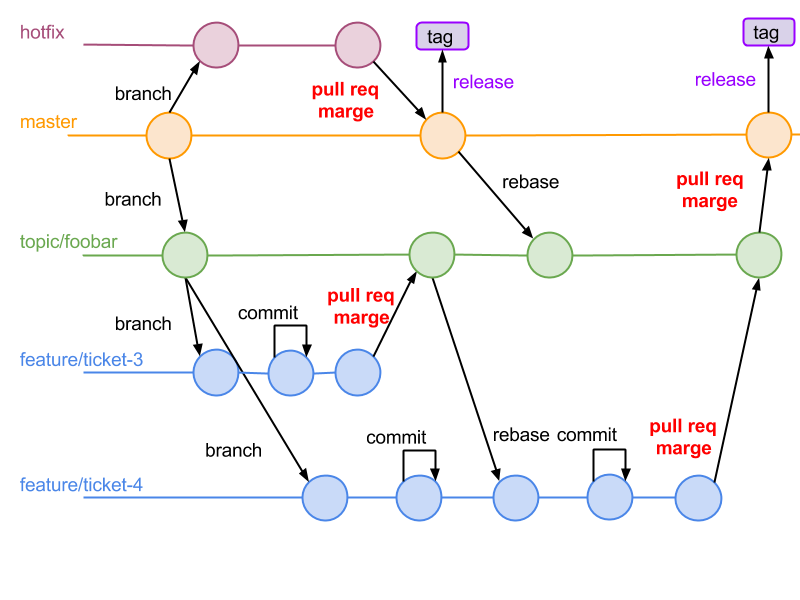 hotfix
tag
tag
branch
pull req
marge
release
release
master
branch
rebase
pull req
marge
topic/foobar
branch
commit
pull req
marge
feature/ticket-3
branch
commit
rebase
commit
pull req
marge
feature/ticket-4